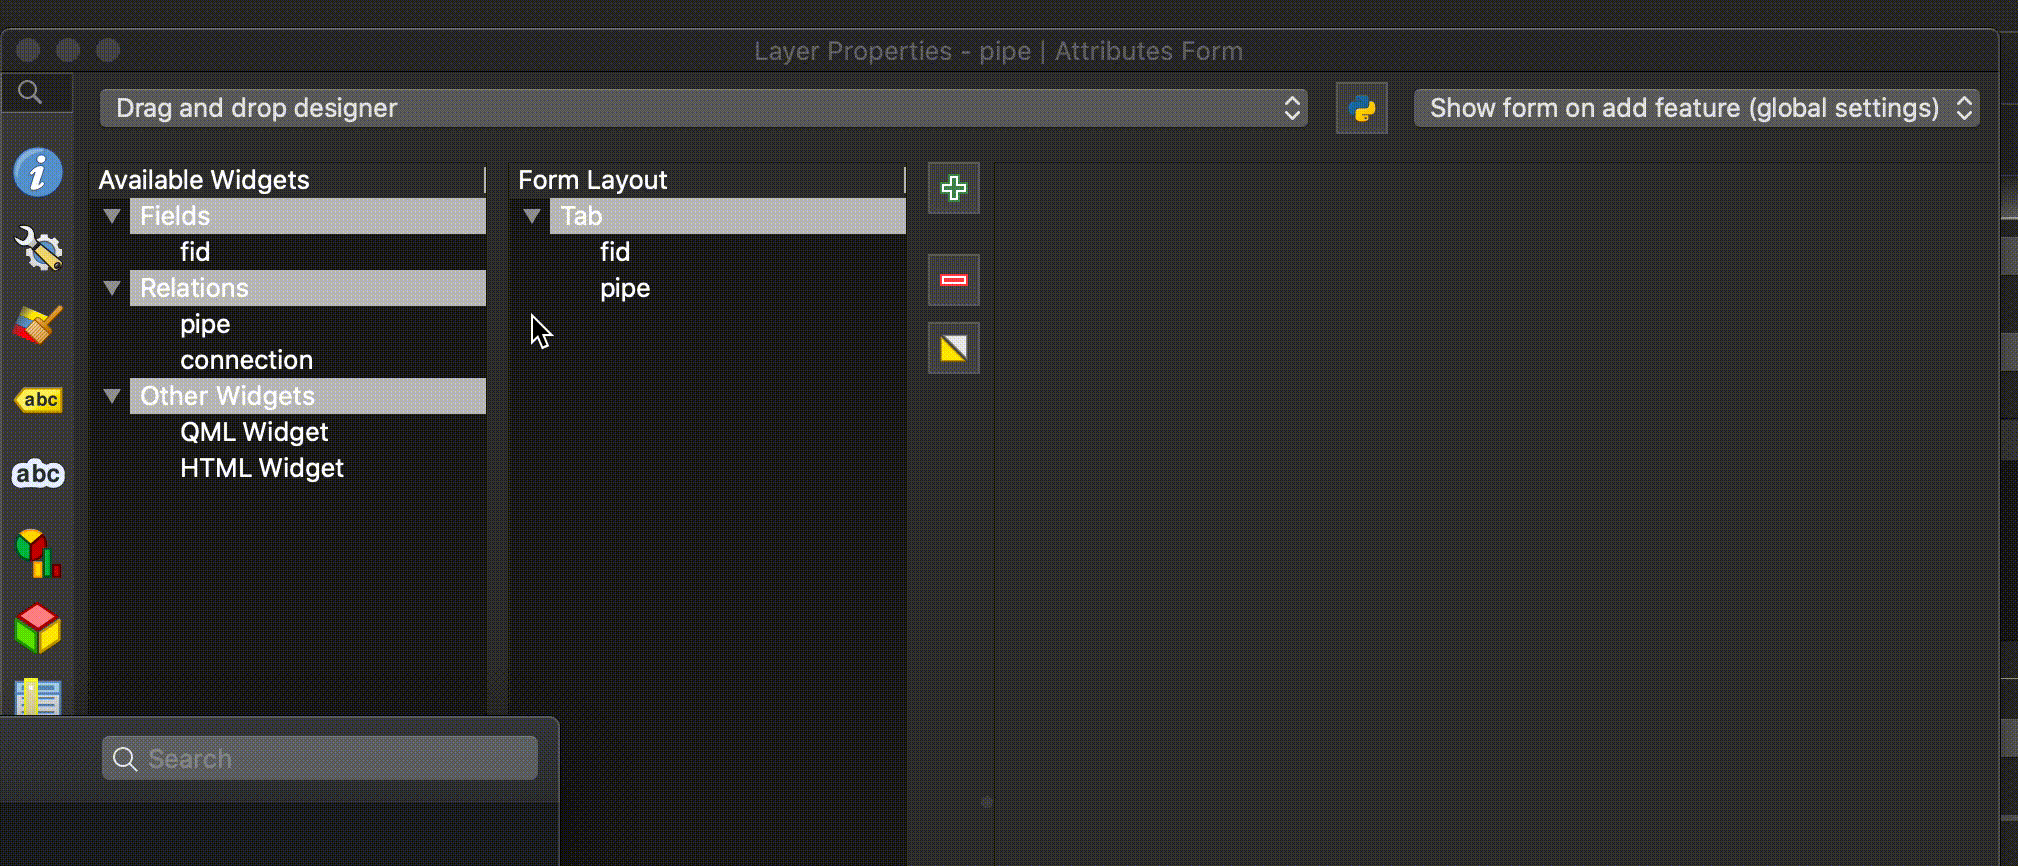 Layer Properties - pipe | Attributes Form
Drag and drop designer
Show form on add feature (global settings)
Available Widgets
Fields
fid
Relations
pipe
connection
Other Widgets
QML Widget
HTML Widget
Form Layout
Tab
fid
pipe
abc
abc
Search